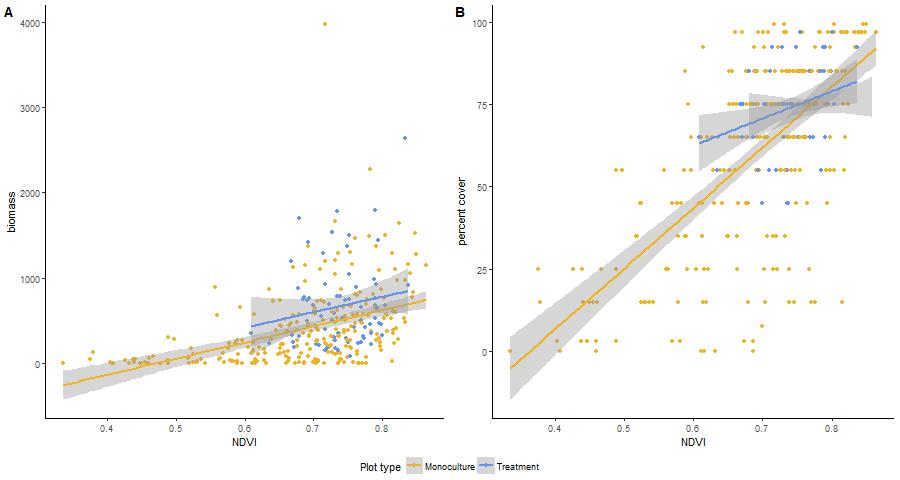 A
B
4000
3000
2000
1000
0
biomass
0.4 0.5 0.6 0.7 0.8
NDVI
100
75
50
25
0
percent cover
0.4 0.5 0.6 0.7 0.8
NDVI
Plot type Monoculture Treatment